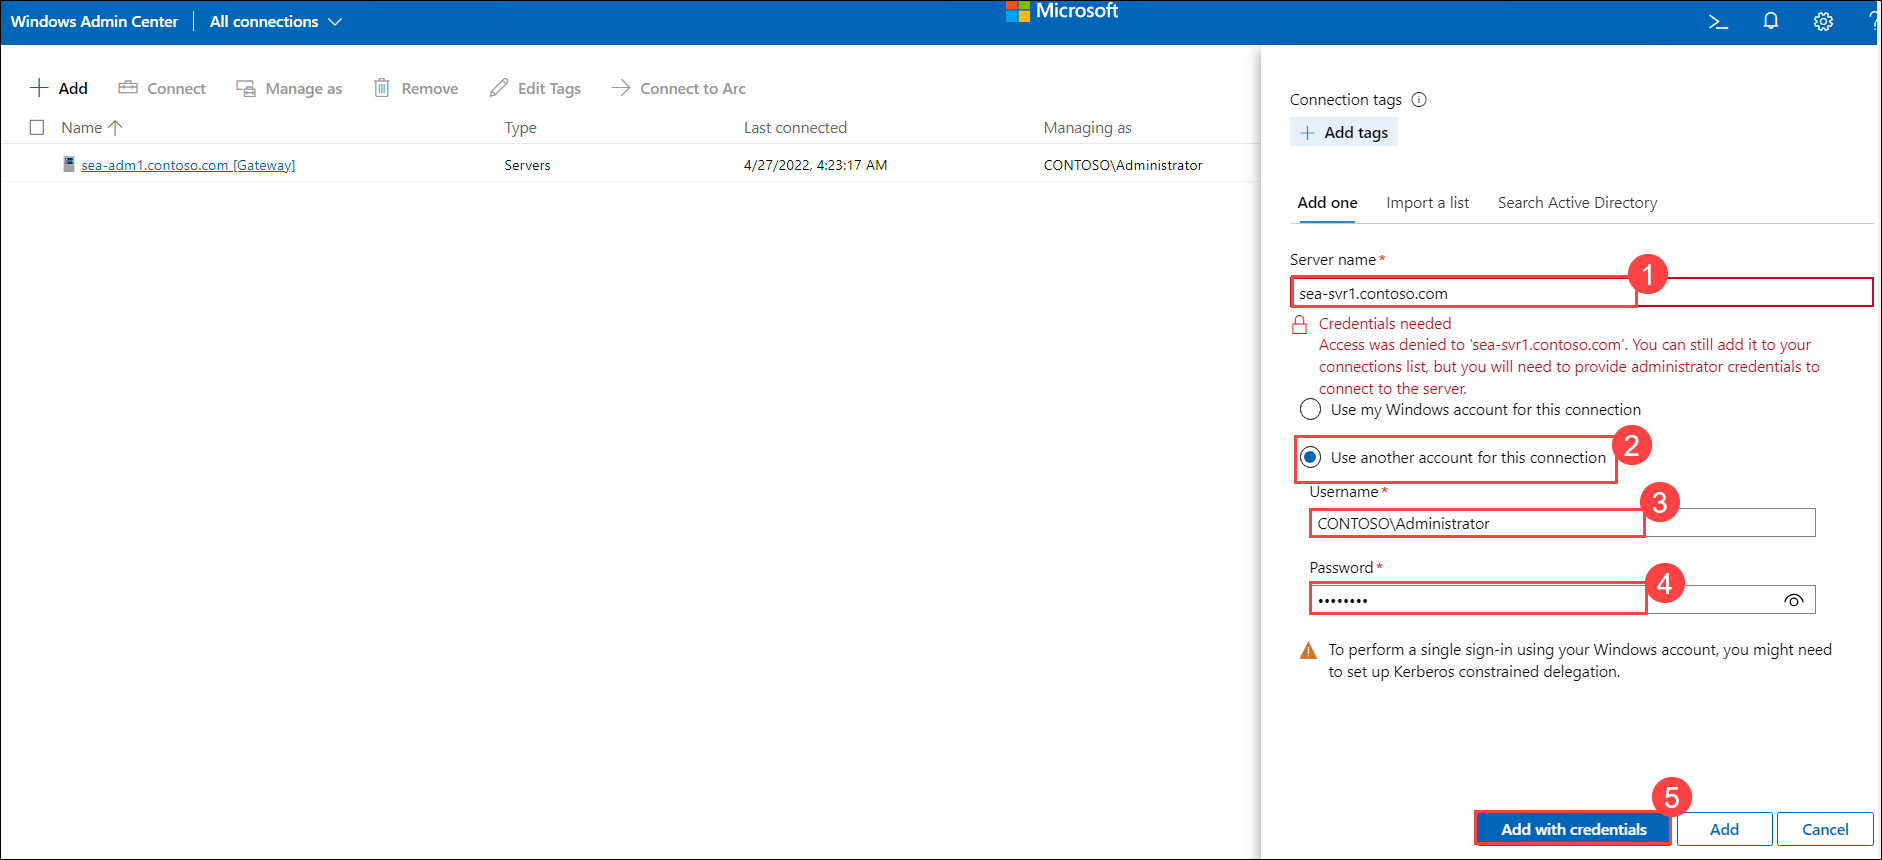 Windows Admin Center
All connections
Microsoft
Add
Connect
Manage as
Remove
Edit Tags
Connect to Arc
Name
Type
Last connected
Managing as
sea-adm1.contoso.com [Gateway]
Servers
4/27/2022, 4:23:17 AM
CONTOSO\Administrator
Connection tags
Add tags
Add one
Import a list
Search Active Directory
Server name *
1
sea-svr1.contoso.com
Credentials needed
Access was denied to 'sea-svr1.contoso.com'. You can still add it to your
connections list, but you will need to provide administrator credentials to
connect to the server.
Use my Windows account for this connection
2
Use another account for this connection
Username *
3
CONTOSO\Administrator
Password *
4
••••••••
To perform a single sign-in using your Windows account, you might need
to set up Kerberos constrained delegation.
5
Add with credentials
Add
Cancel